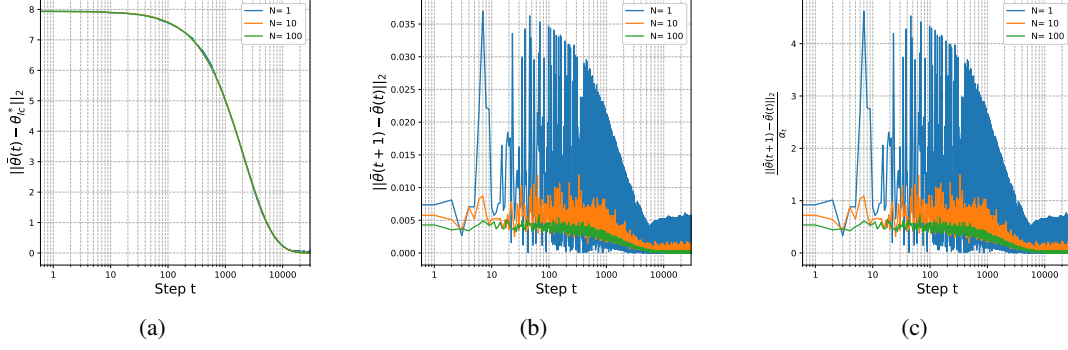 N= 1
N= 10
N= 100
8
7
6
5
4
3
2
1
0
||θ̄(t) − θ*_lc||_2
1 10 100 1000 10000
Step t
(a)
N= 1
N= 10
N= 100
0.035
0.030
0.025
0.020
0.015
0.010
0.005
0.000
||θ̄(t + 1) − θ̄(t)||_2
1 10 100 1000 10000
Step t
(b)
N= 1
N= 10
N= 100
4
3
2
1
0
||θ̄(t + 1) − θ̄(t)||_2
α_t
1 10 100 1000 10000
Step t
(c)